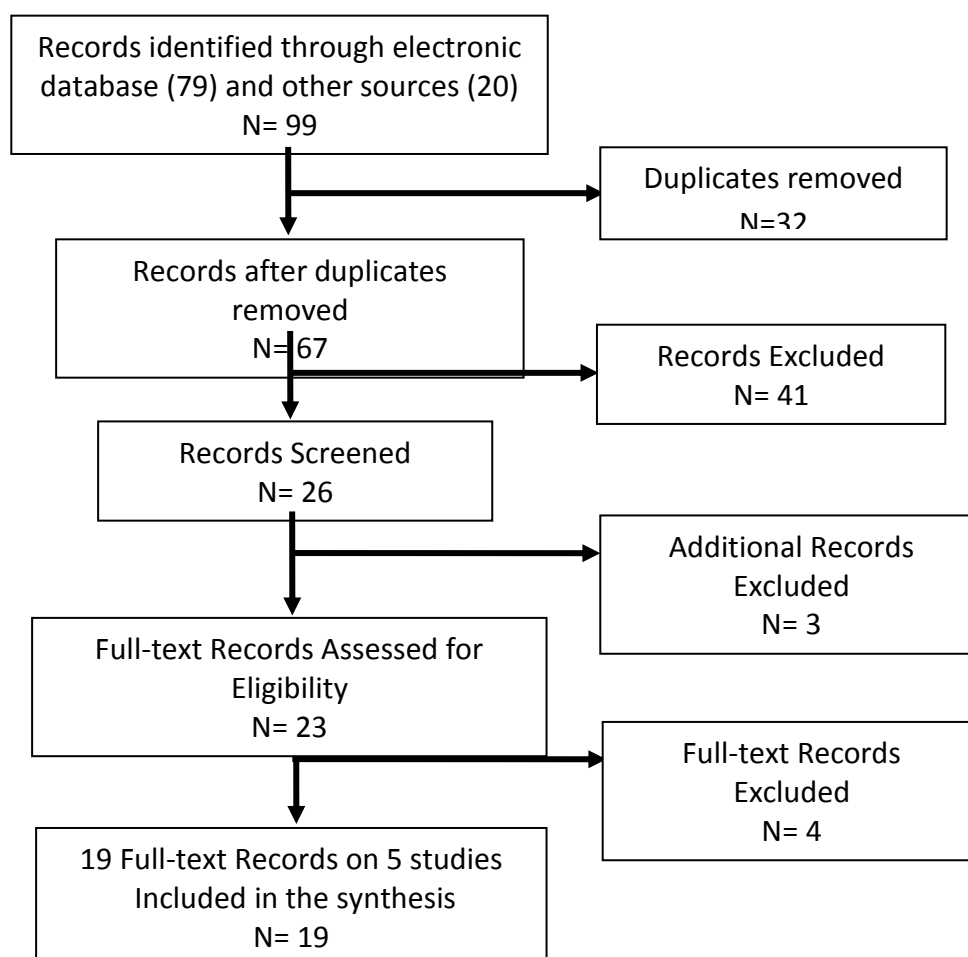 Records identified through electronic
database (79) and other sources (20)
N= 99
Duplicates removed
N=32
Records after duplicates
removed
N= 67
Records Excluded
N= 41
Records Screened
N= 26
Additional Records
Excluded
N= 3
Full-text Records Assessed for
Eligibility
N= 23
Full-text Records
Excluded
N= 4
19 Full-text Records on 5 studies
Included in the synthesis
N= 19